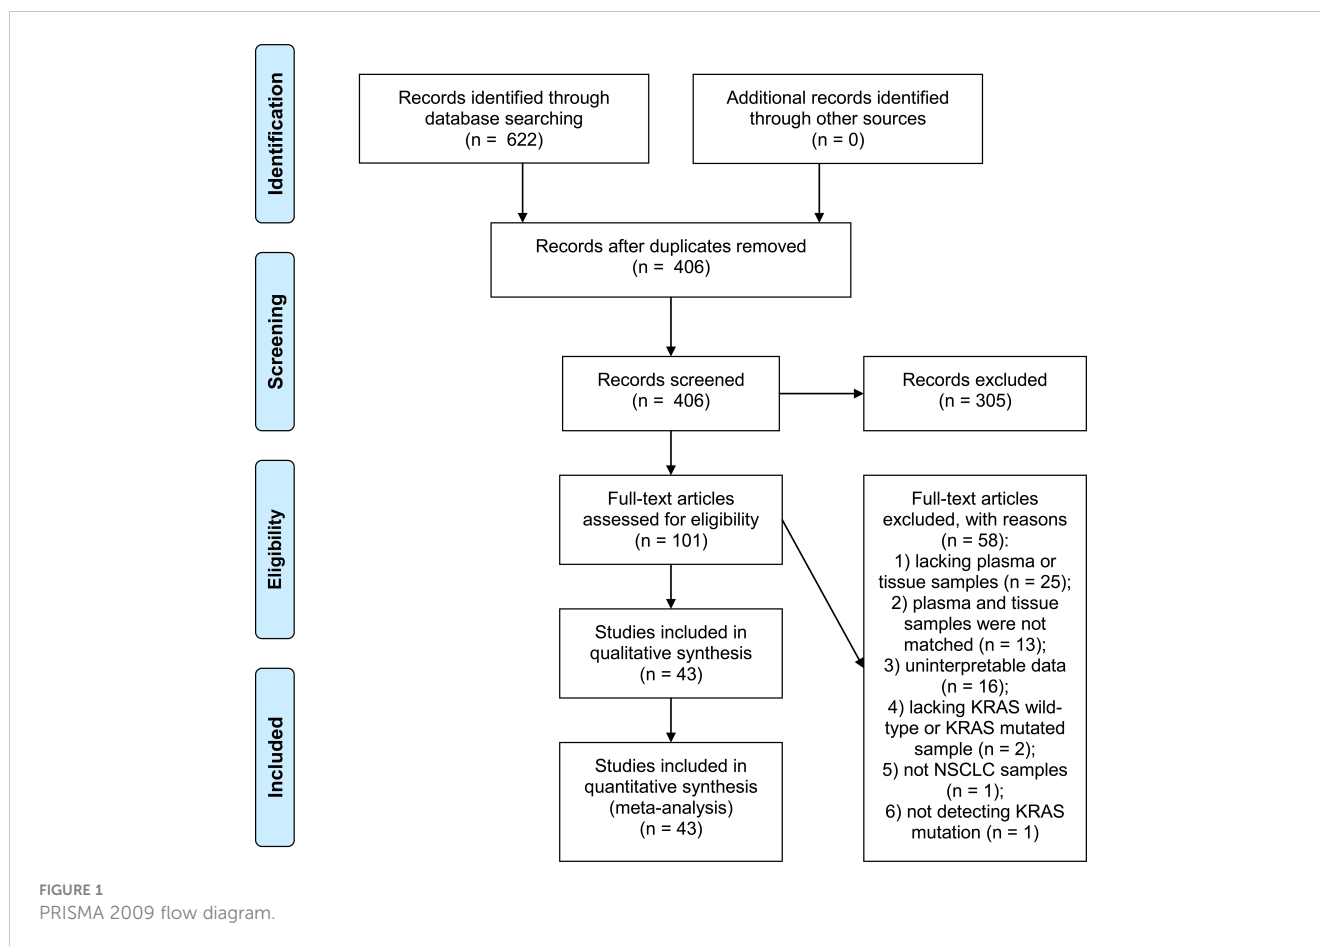 Identification
Records identified through
database searching
(n = 622)
Additional records identified
through other sources
(n = 0)
Records after duplicates removed
(n = 406)
Screening
Records screened
(n = 406)
Records excluded
(n = 305)
Eligibility
Full-text articles
assessed for eligibility
(n = 101)
Full-text articles
excluded, with reasons
(n = 58):
1) lacking plasma or
tissue samples (n = 25);
2) plasma and tissue
samples were not
matched (n = 13);
3) uninterpretable data
(n = 16);
4) lacking KRAS wild-
type or KRAS mutated
sample (n = 2);
5) not NSCLC samples
(n = 1);
6) not detecting KRAS
mutation (n = 1)
Studies included in
qualitative synthesis
(n = 43)
Included
Studies included in
quantitative synthesis
(meta-analysis)
(n = 43)
FIGURE 1
PRISMA 2009 flow diagram.